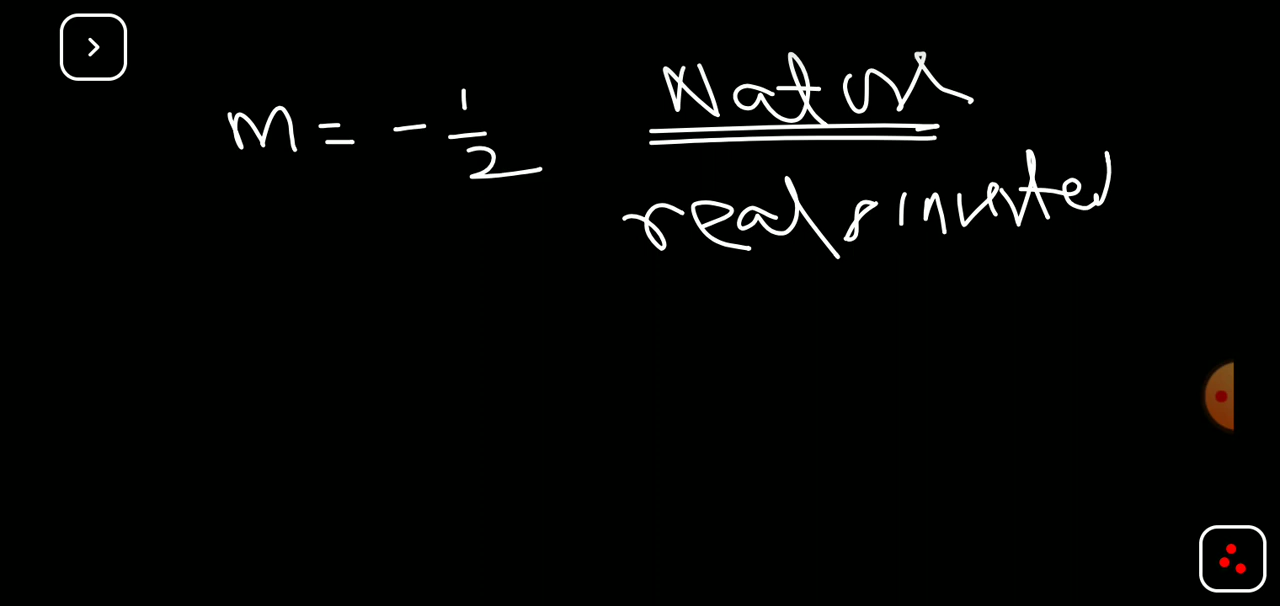 m = - 1/2
Nature
real & inverted